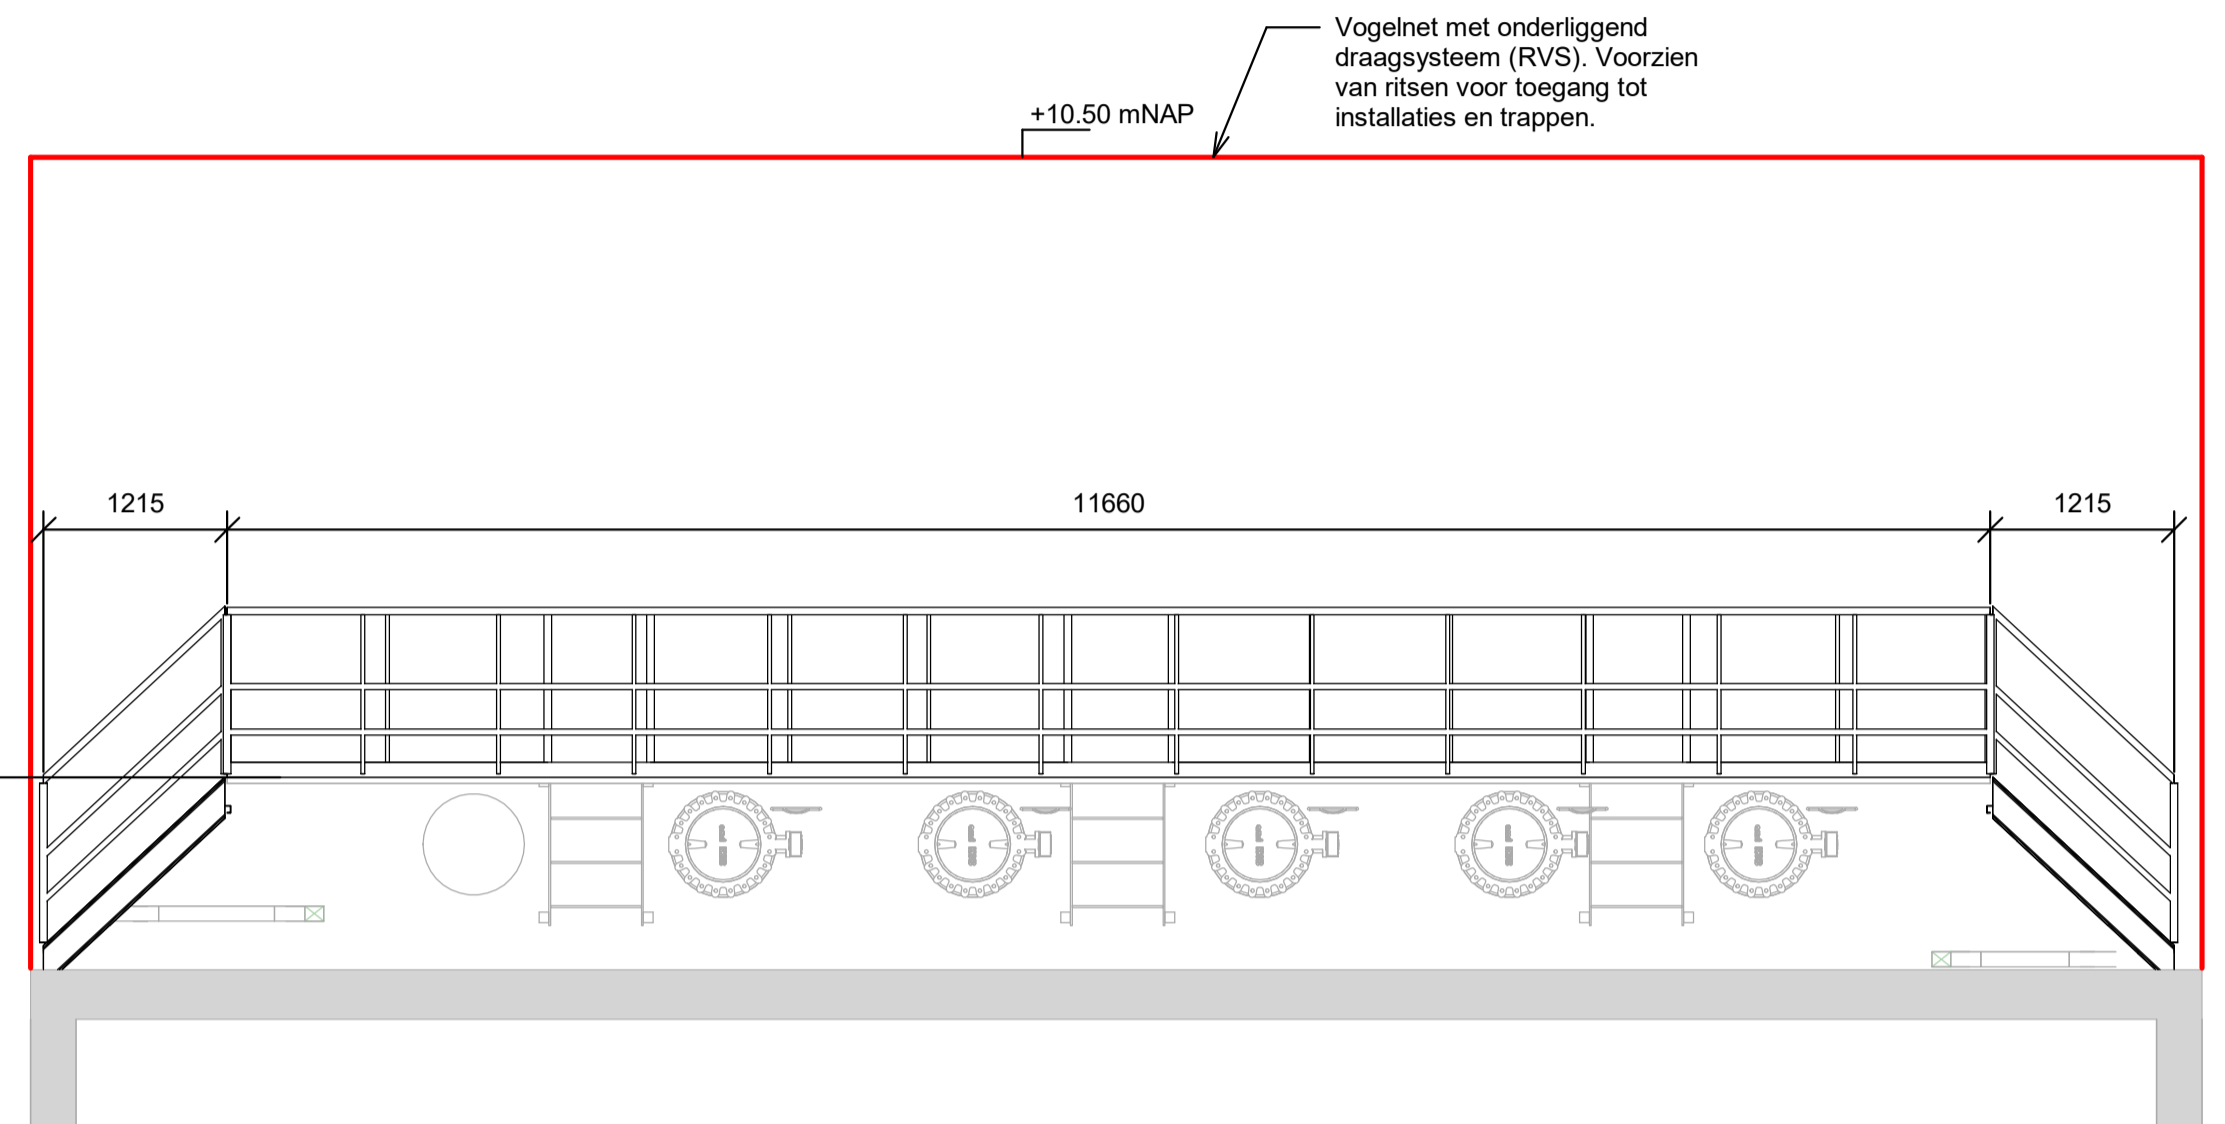 Vogelnet met onderliggend
draagsysteem (RVS). Voorzien
van ritsen voor toegang tot
installaties en trappen.
+10.50 mNAP
1215
11660
1215